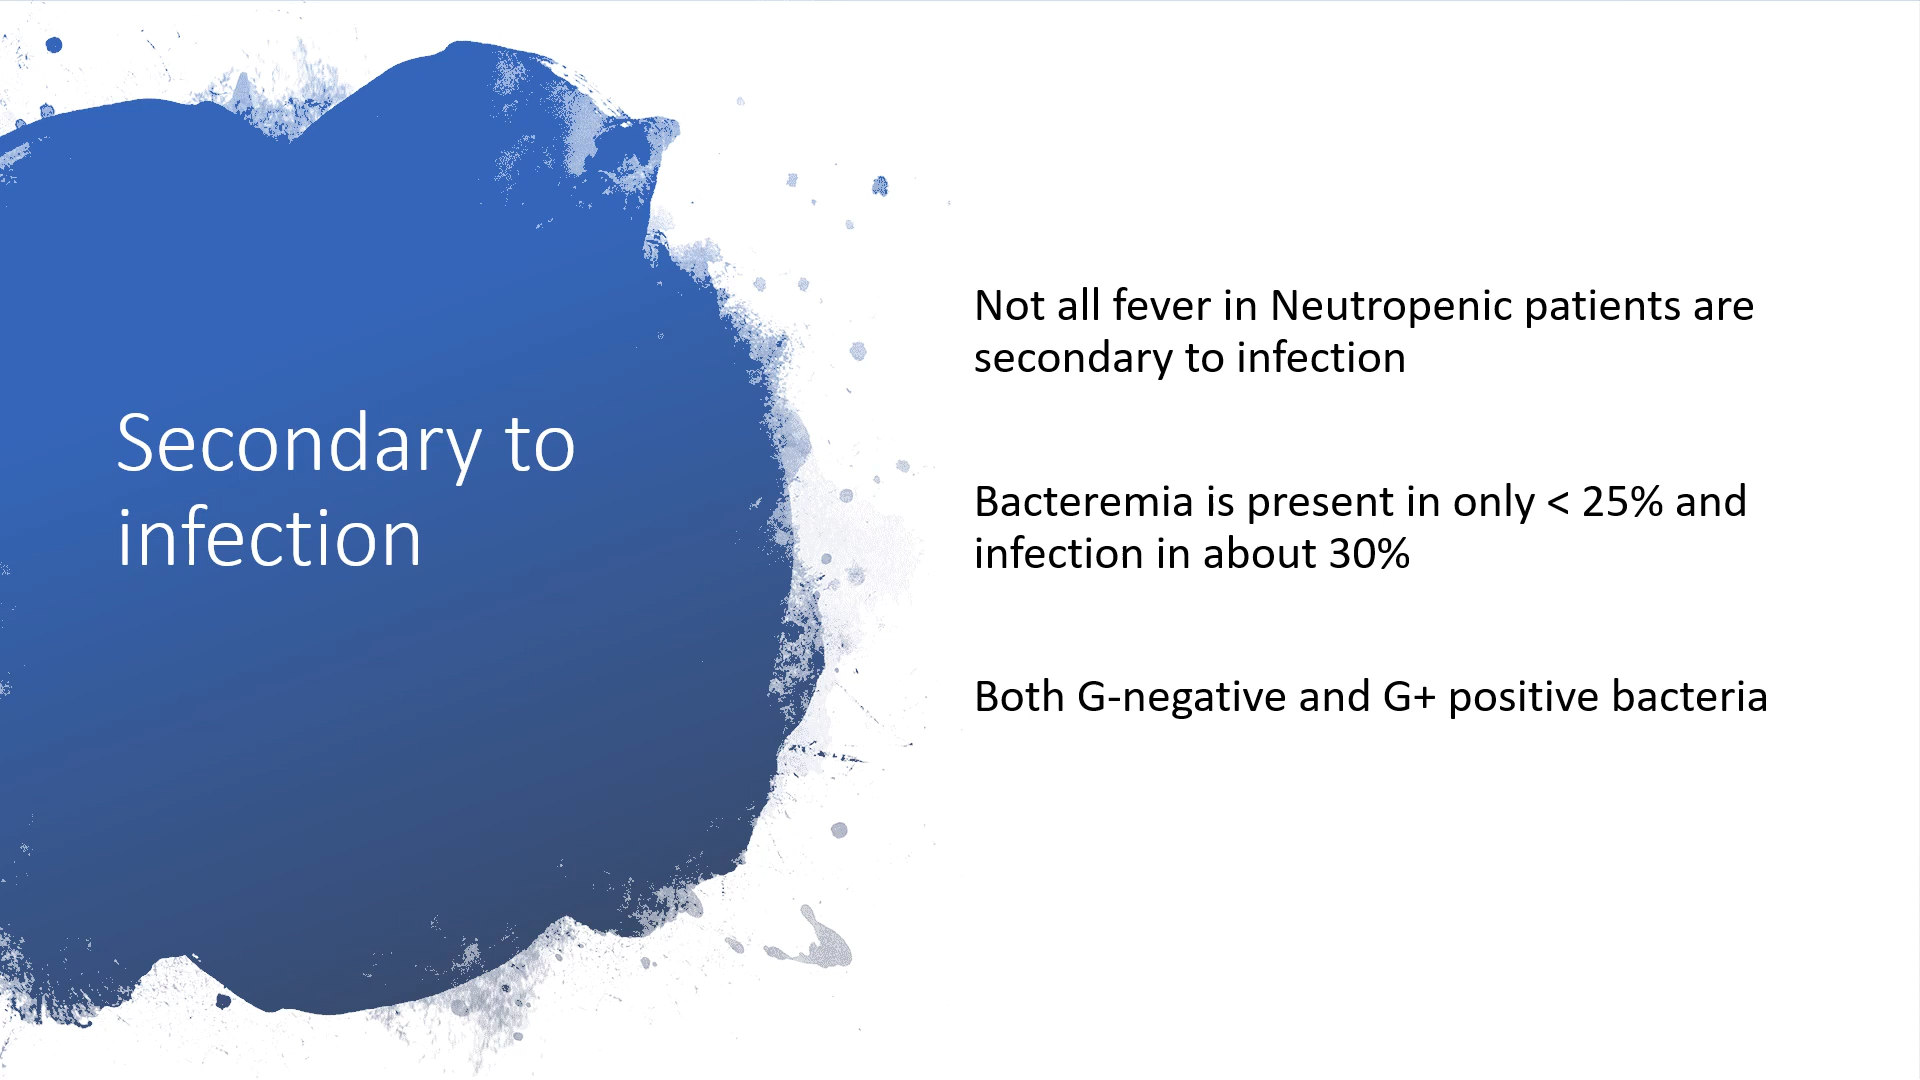 Secondary to
infection
Not all fever in Neutropenic patients are
secondary to infection
Bacteremia is present in only < 25% and
infection in about 30%
Both G-negative and G+ positive bacteria